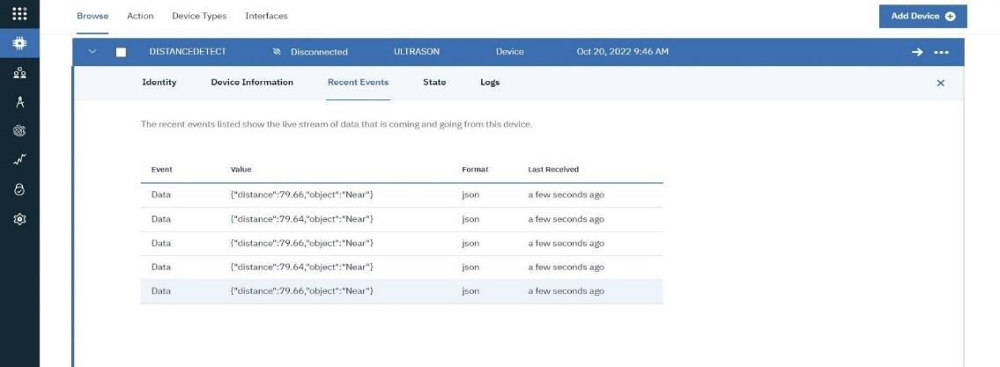 Browse Action Device Types Interfaces Add Device
DISTANCEDETECT Disconnected ULTRASON Device Oct 20, 2022 9:46 AM
Identity Device Information Recent Events State Logs
The recent events listed show the live stream of data that is coming and going from this device.
Event Value Format Last Received
Data {"distance":79.66,"object":"Near"} json a few seconds ago
Data {"distance":79.64,"object":"Near"} json a few seconds ago
Data {"distance":79.66,"object":"Near"} json a few seconds ago
Data {"distance":79.64,"object":"Near"} json a few seconds ago
Data {"distance":79.66,"object":"Near"} json a few seconds ago